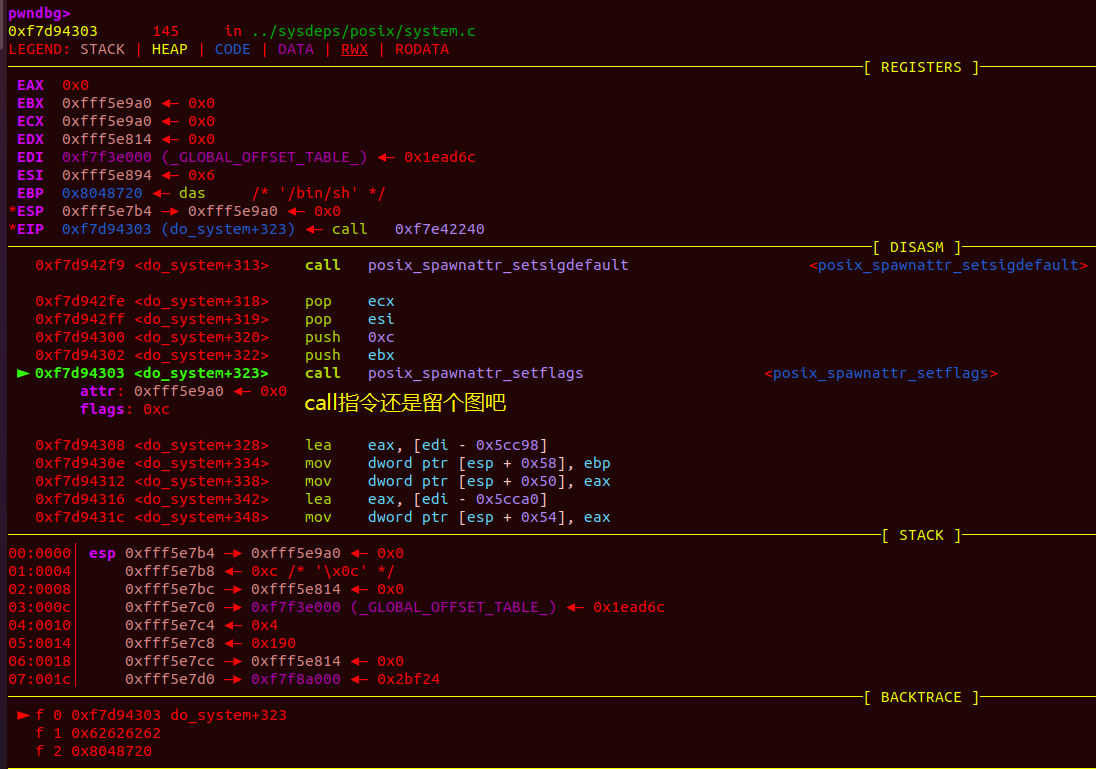 pwndbg>
0xf7d94303 145 in ../sysdeps/posix/system.c
LEGEND: STACK | HEAP | CODE | DATA | RWX | RODATA
[ REGISTERS ]
EAX 0x0
EBX 0xfff5e9a0 ◂— 0x0
ECX 0xfff5e9a0 ◂— 0x0
EDX 0xfff5e814 ◂— 0x0
EDI 0xf7f3e000 (_GLOBAL_OFFSET_TABLE_) ◂— 0x1ead6c
ESI 0xfff5e894 ◂— 0x6
EBP 0x8048720 ◂— das /* '/bin/sh' */
*ESP 0xfff5e7b4 —▸ 0xfff5e9a0 ◂— 0x0
*EIP 0xf7d94303 (do_system+323) ◂— call 0xf7e42240
[ DISASM ]
0xf7d942f9 <do_system+313> call posix_spawnattr_setsigdefault <posix_spawnattr_setsigdefault>
0xf7d942fe <do_system+318> pop ecx
0xf7d942ff <do_system+319> pop esi
0xf7d94300 <do_system+320> push 0xc
0xf7d94302 <do_system+322> push ebx
► 0xf7d94303 <do_system+323> call posix_spawnattr_setflags <posix_spawnattr_setflags>
attr: 0xfff5e9a0 ◂— 0x0
flags: 0xc
call指令还是留个图吧
0xf7d94308 <do_system+328> lea eax, [edi - 0x5cc98]
0xf7d9430e <do_system+334> mov dword ptr [esp + 0x58], ebp
0xf7d94312 <do_system+338> mov dword ptr [esp + 0x50], eax
0xf7d94316 <do_system+342> lea eax, [edi - 0x5cca0]
0xf7d9431c <do_system+348> mov dword ptr [esp + 0x54], eax
[ STACK ]
00:0000│ esp 0xfff5e7b4 —▸ 0xfff5e9a0 ◂— 0x0
01:0004│ 0xfff5e7b8 ◂— 0xc /* '\x0c' */
02:0008│ 0xfff5e7bc —▸ 0xfff5e814 ◂— 0x0
03:000c│ 0xfff5e7c0 —▸ 0xf7f3e000 (_GLOBAL_OFFSET_TABLE_) ◂— 0x1ead6c
04:0010│ 0xfff5e7c4 ◂— 0x4
05:0014│ 0xfff5e7c8 ◂— 0x190
06:0018│ 0xfff5e7cc —▸ 0xfff5e814 ◂— 0x0
07:001c│ 0xfff5e7d0 —▸ 0xf7f8a000 ◂— 0x2bf24
[ BACKTRACE ]
► f 0 0xf7d94303 do_system+323
f 1 0x62626262
f 2 0x8048720